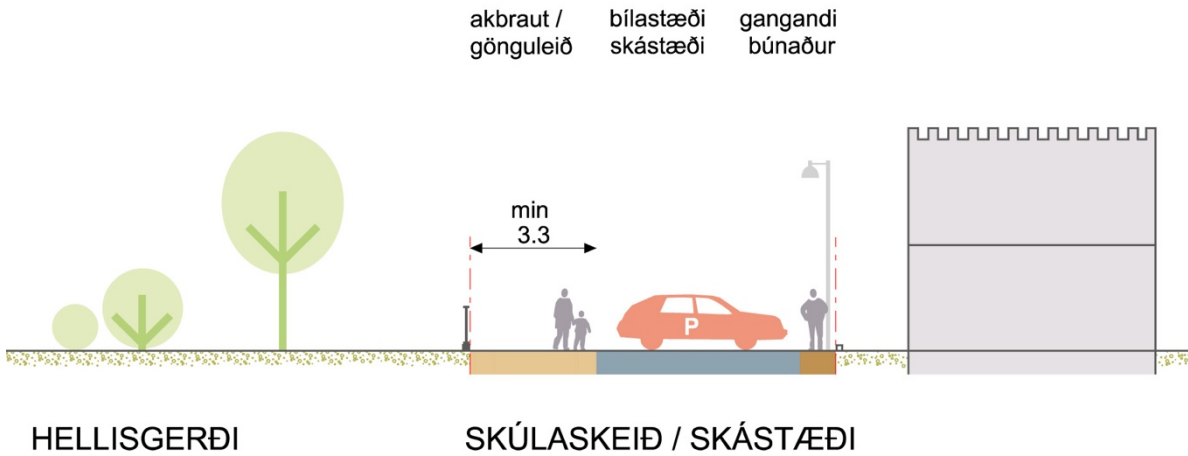 akbraut /
gönguleið
bílastæði
skástæði
gangandi
búnaður
min
3.3
P
HELLISGERÐI
SKÚLASKEIÐ / SKÁSTÆÐI